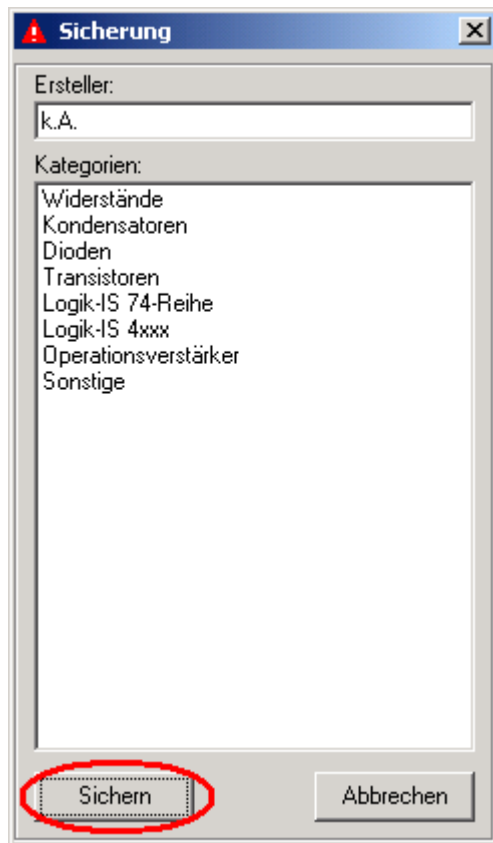 Sicherung
Ersteller:
k.A.
Kategorien:
Widerstände
Kondensatoren
Dioden
Transistoren
Logik-IS 74-Reihe
Logik-IS 4xxx
Operationsverstärker
Sonstige
Sichern
Abbrechen